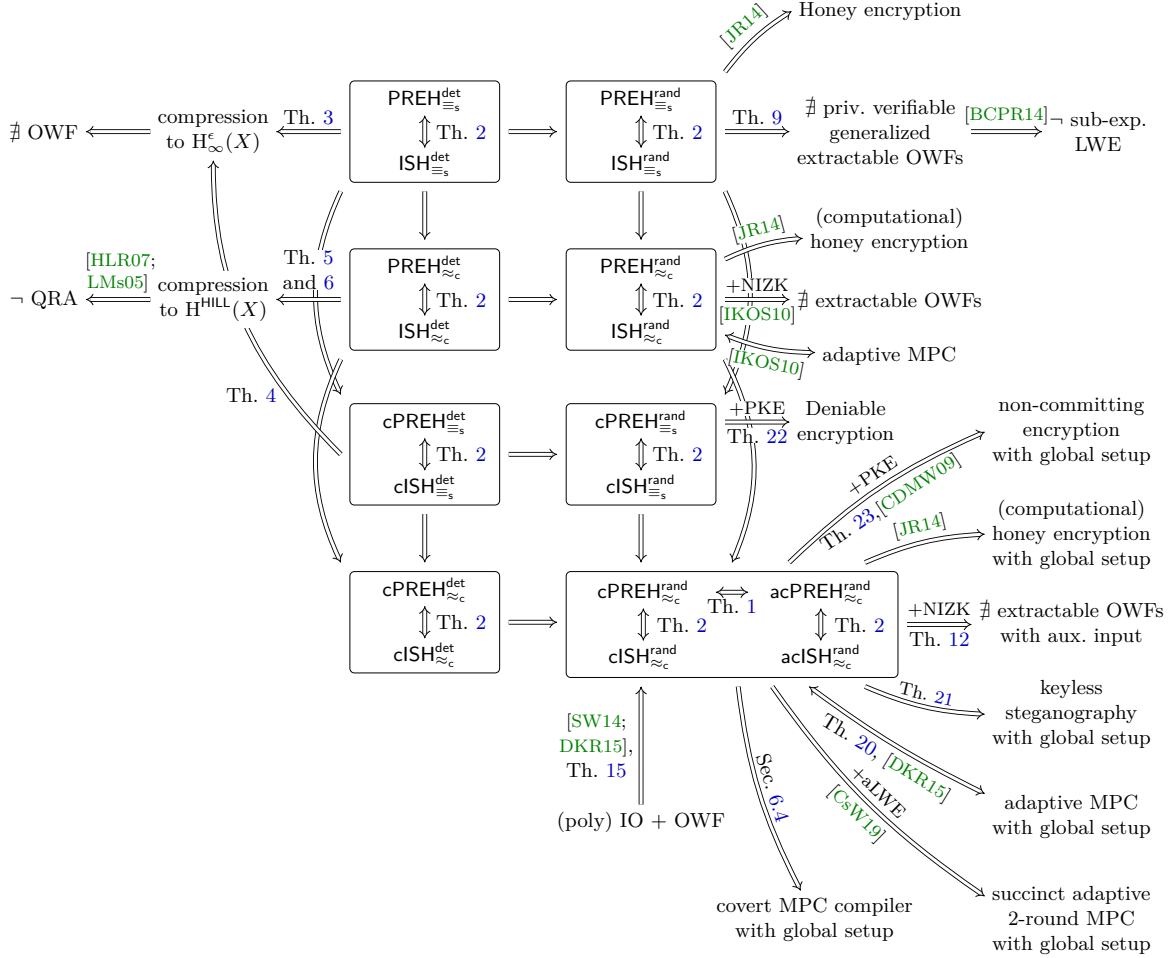 [JR14]
Honey encryption
∄ OWF
compression
to H^ϵ_∞(X)
Th. 3
PREH^det_≡s
Th. 2
ISH^det_≡s
PREH^rand_≡s
Th. 2
ISH^rand_≡s
Th. 9
∄ priv. verifiable
generalized
extractable OWFs
[BCPR14]
¬ sub-exp.
LWE
¬ QRA
[HLR07;
LMs05]
compression
to H^HILL(X)
Th. 5
and 6
PREH^det_≈c
Th. 2
ISH^det_≈c
PREH^rand_≈c
Th. 2
ISH^rand_≈c
[JR14]
(computational)
honey encryption
+NIZK
[IKOS10]
∄ extractable OWFs
[IKOS10]
adaptive MPC
Th. 4
cPREH^det_≡s
Th. 2
cISH^det_≡s
cPREH^rand_≡s
Th. 2
cISH^rand_≡s
+PKE
Th. 22
Deniable
encryption
+PKE
Th. 23,[CDMW09]
non-committing
encryption
with global setup
[JR14]
(computational)
honey encryption
with global setup
cPREH^det_≈c
Th. 2
cISH^det_≈c
cPREH^rand_≈c
Th. 2
cISH^rand_≈c
Th. 1
acPREH^rand_≈c
Th. 2
acISH^rand_≈c
+NIZK
Th. 12
∄ extractable OWFs
with aux. input
Th. 21
keyless
steganography
with global setup
[SW14;
DKR15],
Th. 15
(poly) IO + OWF
Sec. 6.4
covert MPC compiler
with global setup
Th. 20, [DKR15]
adaptive MPC
with global setup
+aLWE
[CsW19]
succinct adaptive
2-round MPC
with global setup